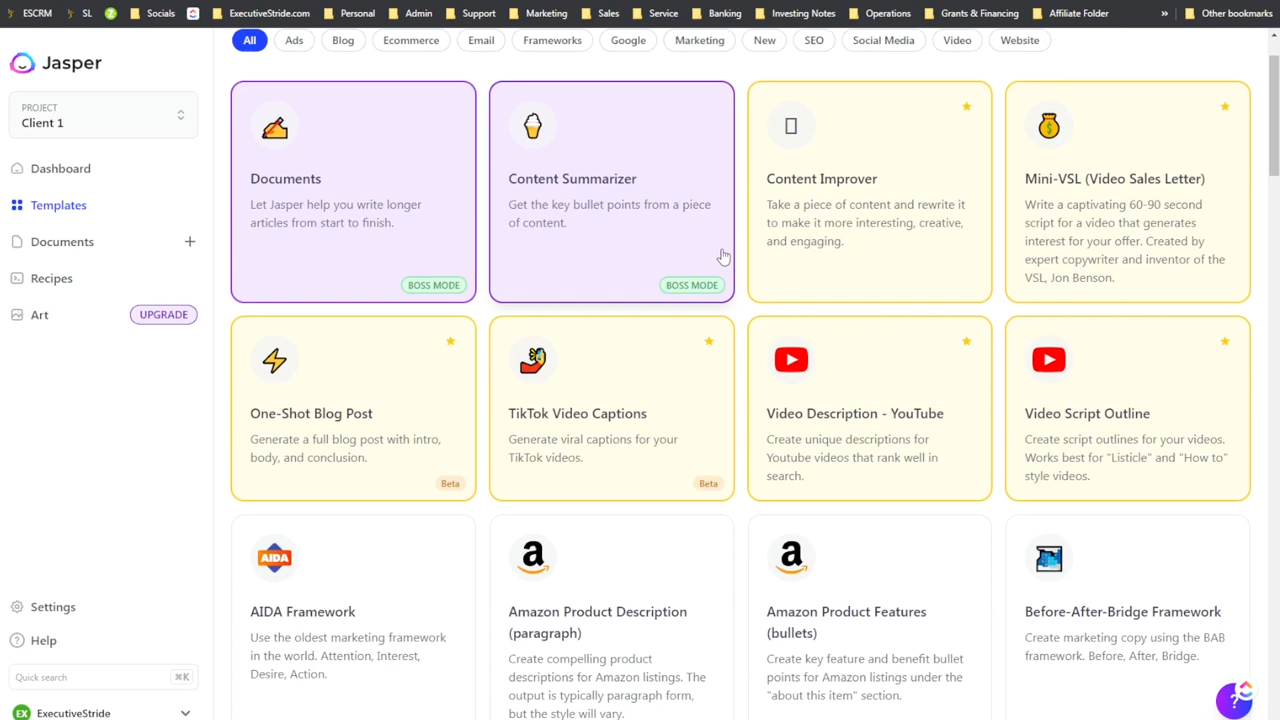 ESCRM
SL
Socials
ExecutiveStride.com
Personal
Admin
Support
Marketing
Sales
Service
Banking
Investing Notes
Operations
Grants & Financing
Affiliate Folder
»
Other bookmarks
Jasper
PROJECT
Client 1
Dashboard
Templates
Documents
Recipes
Art
UPGRADE
Settings
Help
Quick search
⌘K
EX
ExecutiveStride
All
Ads
Blog
Ecommerce
Email
Frameworks
Google
Marketing
New
SEO
Social Media
Video
Website
Documents
Let Jasper help you write longer
articles from start to finish.
BOSS MODE
Content Summarizer
Get the key bullet points from a piece
of content.
BOSS MODE
Content Improver
Take a piece of content and rewrite it
to make it more interesting, creative,
and engaging.
Mini-VSL (Video Sales Letter)
Write a captivating 60-90 second
script for a video that generates
interest for your offer. Created by
expert copywriter and inventor of the
VSL, Jon Benson.
One-Shot Blog Post
Generate a full blog post with intro,
body, and conclusion.
Beta
TikTok Video Captions
Generate viral captions for your
TikTok videos.
Beta
Video Description - YouTube
Create unique descriptions for
Youtube videos that rank well in
search.
Video Script Outline
Create script outlines for your videos.
Works best for "Listicle" and "How to"
style videos.
AIDA
AIDA Framework
Use the oldest marketing framework
in the world. Attention, Interest,
Desire, Action.
a
Amazon Product Description
(paragraph)
Create compelling product
descriptions for Amazon listings. The
output is typically paragraph form,
but the style will vary.
a
Amazon Product Features
(bullets)
Create key feature and benefit bullet
points for Amazon listings under the
"about this item" section.
Before-After-Bridge Framework
Create marketing copy using the BAB
framework. Before, After, Bridge.
?